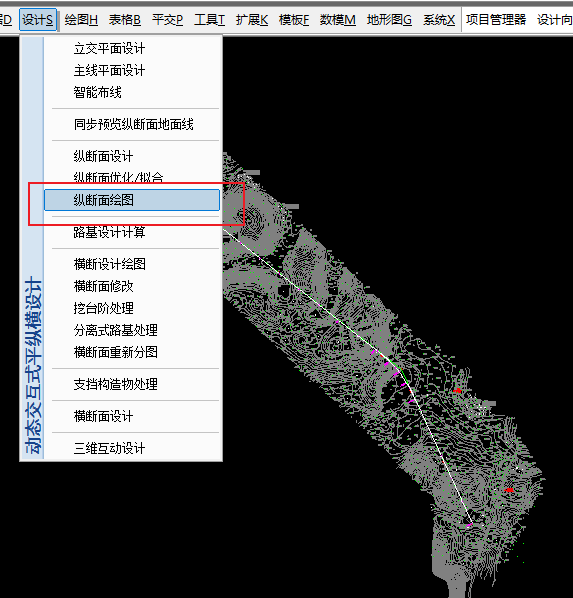 据D 设计S 绘图H 表格B 平交P 工具T 扩展K 模板F 数模M 地形图G 系统X 项目管理器 设计向
立交平面设计
主线平面设计
智能布线
同步预览纵断面地面线
纵断面设计
纵断面优化/拟合
纵断面绘图
路基设计计算
横断设计绘图
横断面修改
挖台阶处理
分离式路基处理
横断面重新分图
支挡构造物处理
横断面设计
三维互动设计
动态交互式平纵横设计